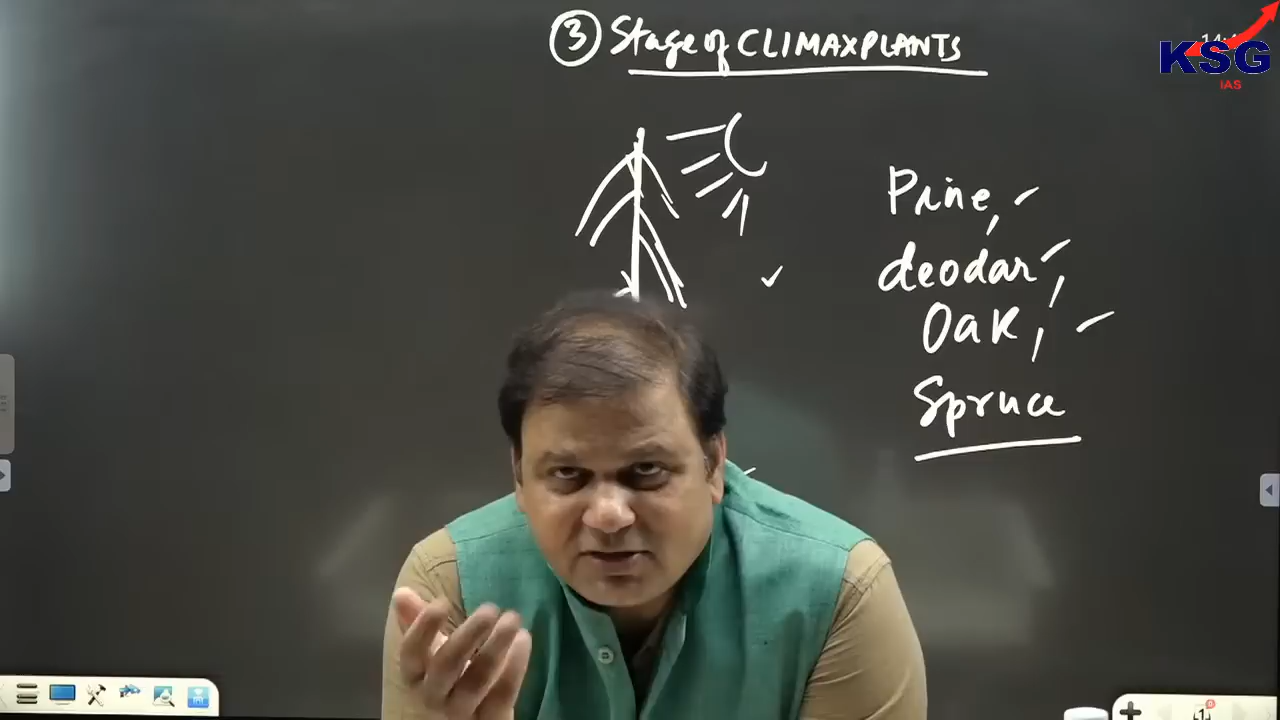 ③ Stage of CLIMAXPLANTS
KSG
IAS
Pine,
deodar,
Oak,
Spruce